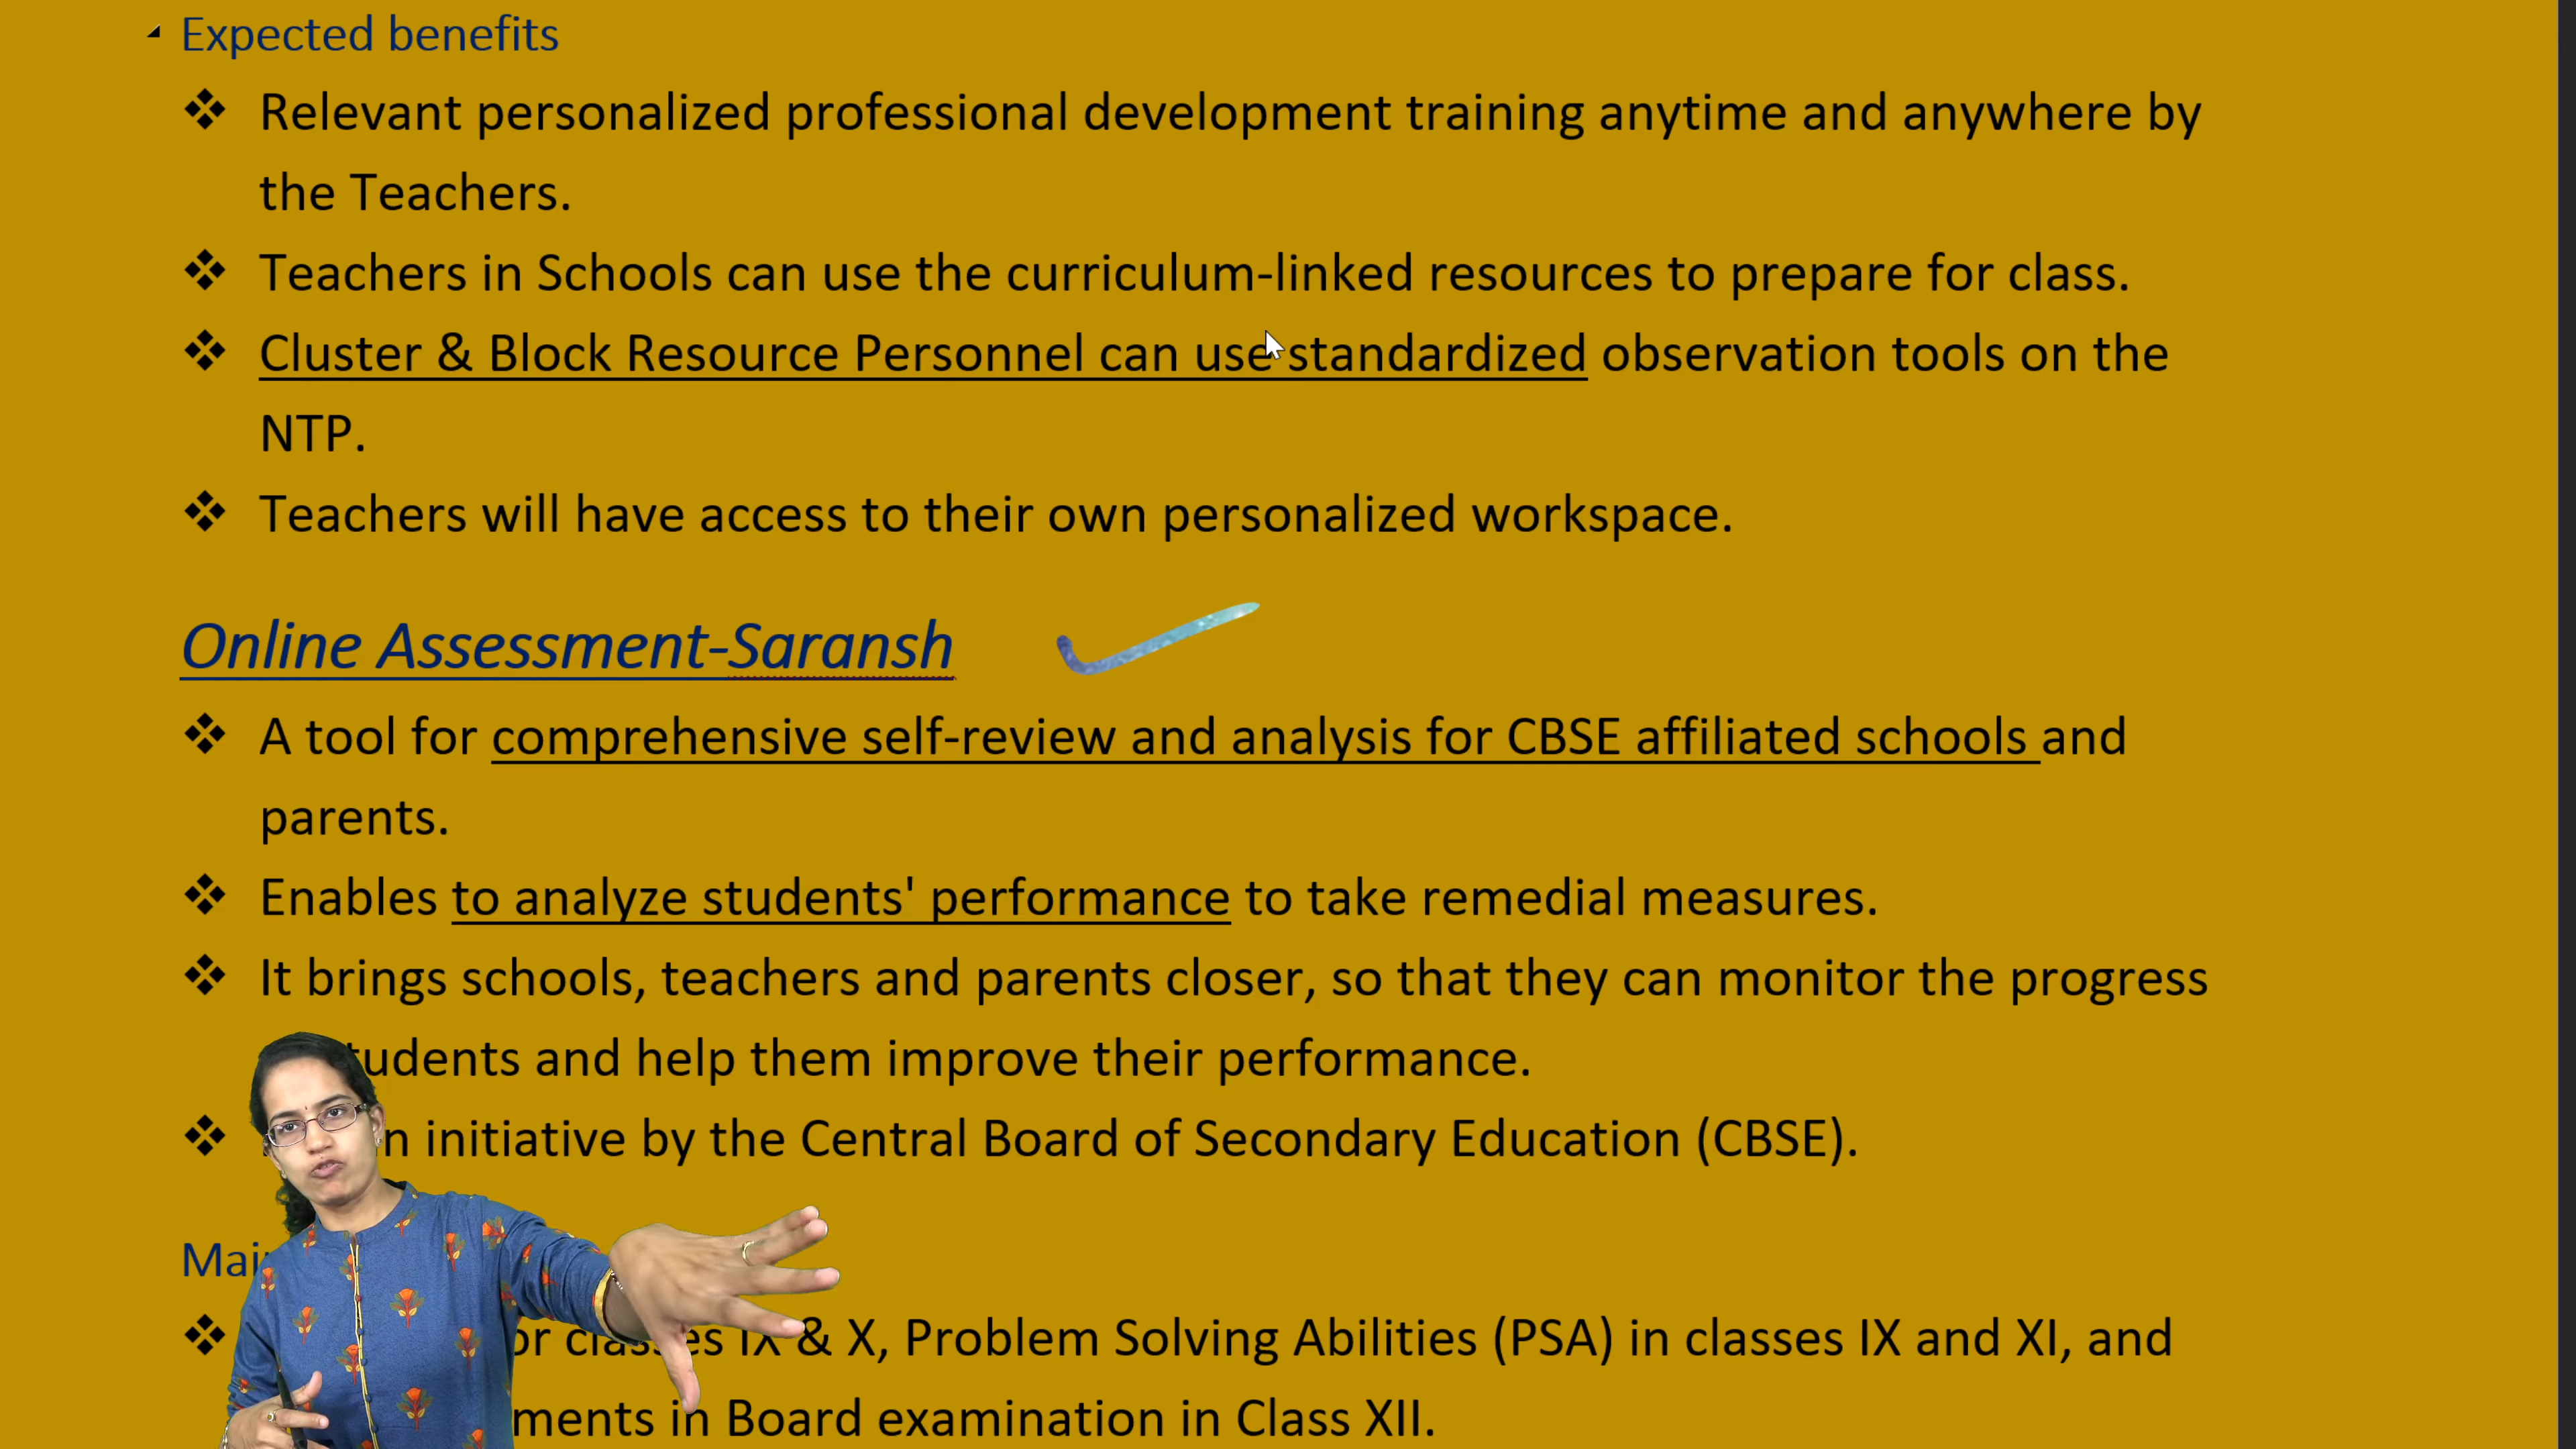 Expected benefits
Relevant personalized professional development training anytime and anywhere by
the Teachers.
Teachers in Schools can use the curriculum-linked resources to prepare for class.
Cluster & Block Resource Personnel can use standardized observation tools on the
NTP.
Teachers will have access to their own personalized workspace.
Online Assessment-Saransh
A tool for comprehensive self-review and analysis for CBSE affiliated schools and
parents.
Enables to analyze students' performance to take remedial measures.
It brings schools, teachers and parents closer, so that they can monitor the progress
and help them improve their performance.
initiative by the Central Board of Secondary Education (CBSE).
classes IX & X, Problem Solving Abilities (PSA) in classes IX and XI, and
in Board examination in Class XII.